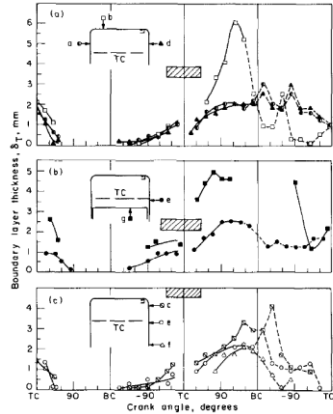 (a)
b
a
d
TC
6
5
4
3
2
1
0
(b)
TC
e
g
5
4
3
2
1
0
(c)
c
e
f
TC
4
3
2
1
0
Boundary layer thickness, δT, mm
TC -90 BC -90 TC -90 BC -90 TC
Crank angle, degrees